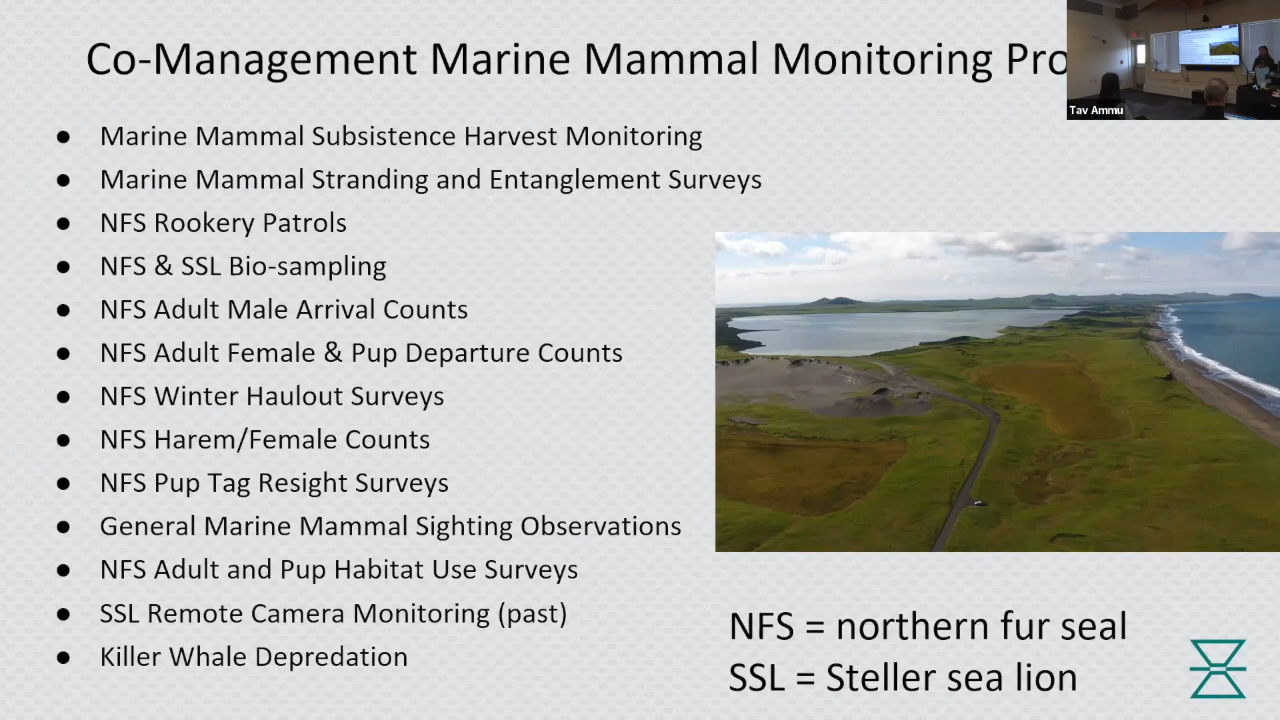 Co-Management Marine Mammal Monitoring Pro
Tav Ammu
● Marine Mammal Subsistence Harvest Monitoring
● Marine Mammal Stranding and Entanglement Surveys
● NFS Rookery Patrols
● NFS & SSL Bio-sampling
● NFS Adult Male Arrival Counts
● NFS Adult Female & Pup Departure Counts
● NFS Winter Haulout Surveys
● NFS Harem/Female Counts
● NFS Pup Tag Resight Surveys
● General Marine Mammal Sighting Observations
● NFS Adult and Pup Habitat Use Surveys
● SSL Remote Camera Monitoring (past)
● Killer Whale Depredation
NFS = northern fur seal
SSL = Steller sea lion